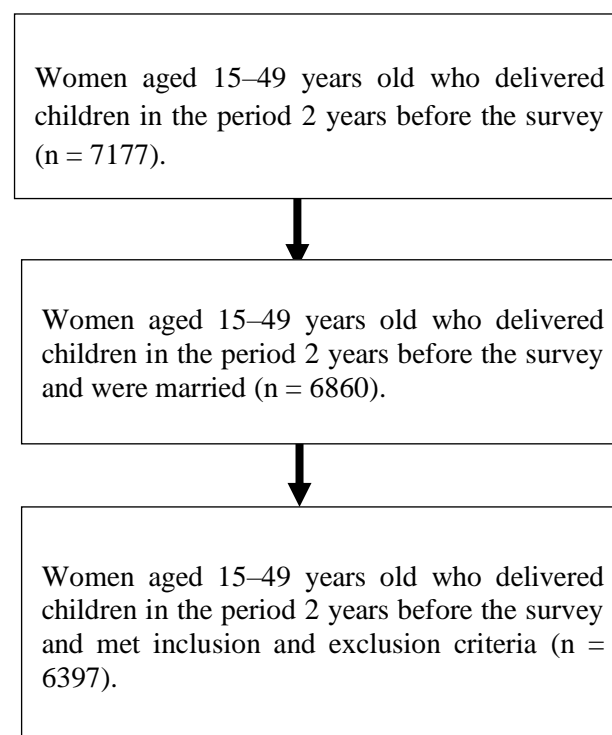 Women aged 15–49 years old who delivered
children in the period 2 years before the survey
(n = 7177).
Women aged 15–49 years old who delivered
children in the period 2 years before the survey
and were married (n = 6860).
Women aged 15–49 years old who delivered
children in the period 2 years before the survey
and met inclusion and exclusion criteria (n =
6397).